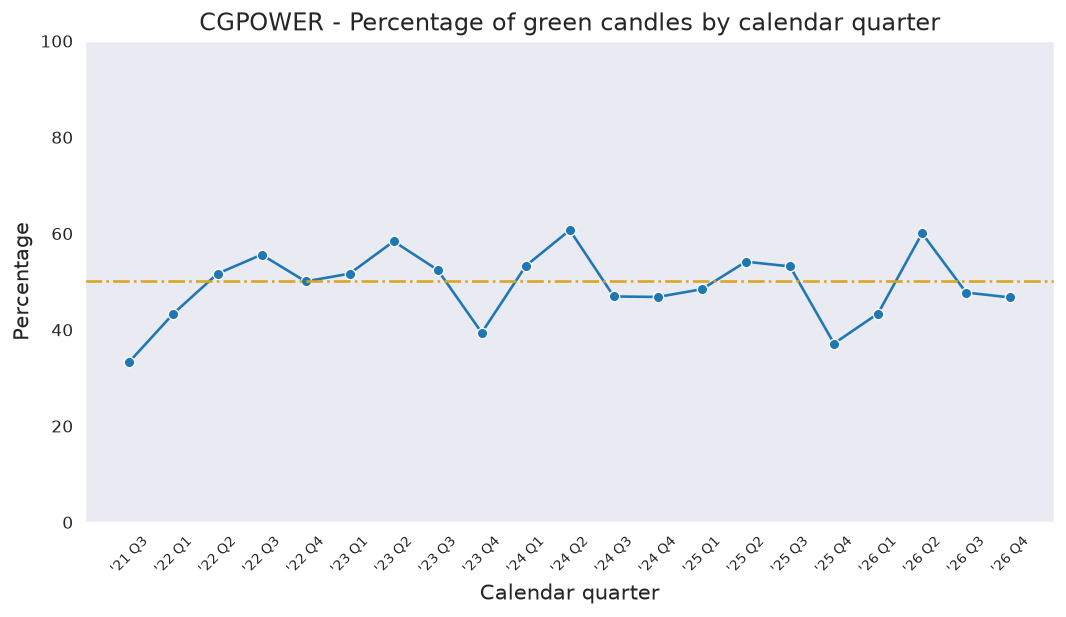 CGPOWER - Percentage of green candles by calendar quarter
100
80
60
40
20
0
Percentage
'21 Q3
'22 Q1
'22 Q2
'22 Q3
'22 Q4
'23 Q1
'23 Q2
'23 Q3
'23 Q4
'24 Q1
'24 Q2
'24 Q3
'24 Q4
'25 Q1
'25 Q2
'25 Q3
'25 Q4
'26 Q1
'26 Q2
'26 Q3
'26 Q4
Calendar quarter